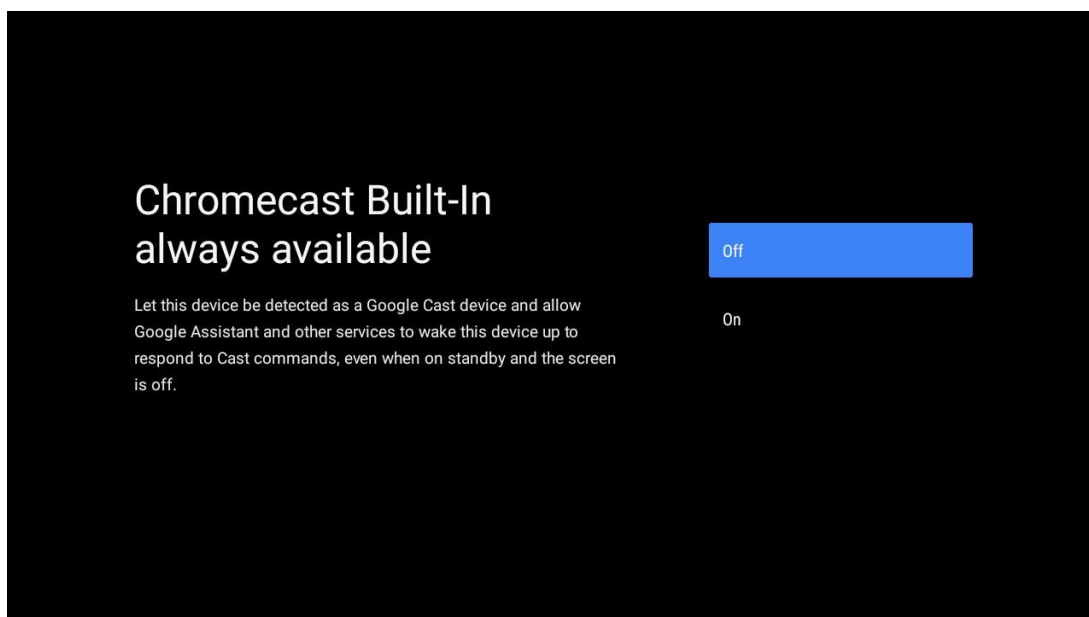 Chromecast Built-In
always available
Let this device be detected as a Google Cast device and allow
Google Assistant and other services to wake this device up to
respond to Cast commands, even when on standby and the screen
is off.
Off
On